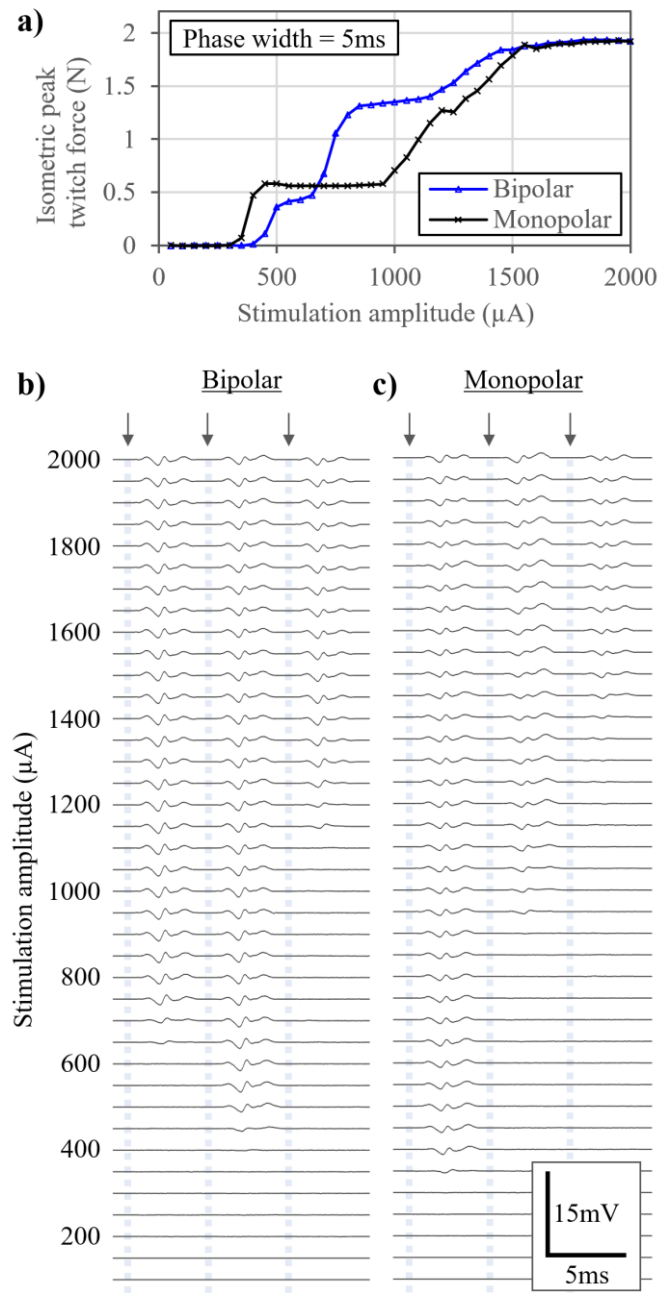 a)
Phase width = 5ms
Isometric peak
twitch force (N)
2
1.5
1
0.5
0
0
500
1000
1500
2000
Bipolar
Monopolar
Stimulation amplitude (µA)
b)
Bipolar
c)
Monopolar
Stimulation amplitude (µA)
2000
1800
1600
1400
1200
1000
800
600
400
200
15mV
5ms